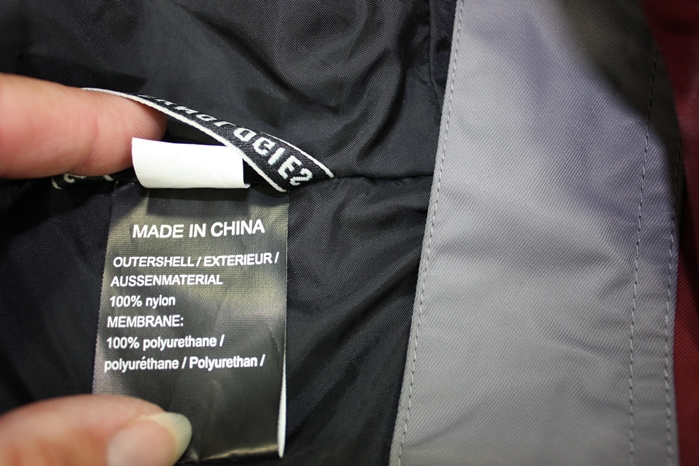 MADE IN CHINA
OUTERSHELL / EXTERIEUR /
AUSSENMATERIAL
100% nylon
MEMBRANE:
100% polyurethane /
polyuréthane / Polyurethan /